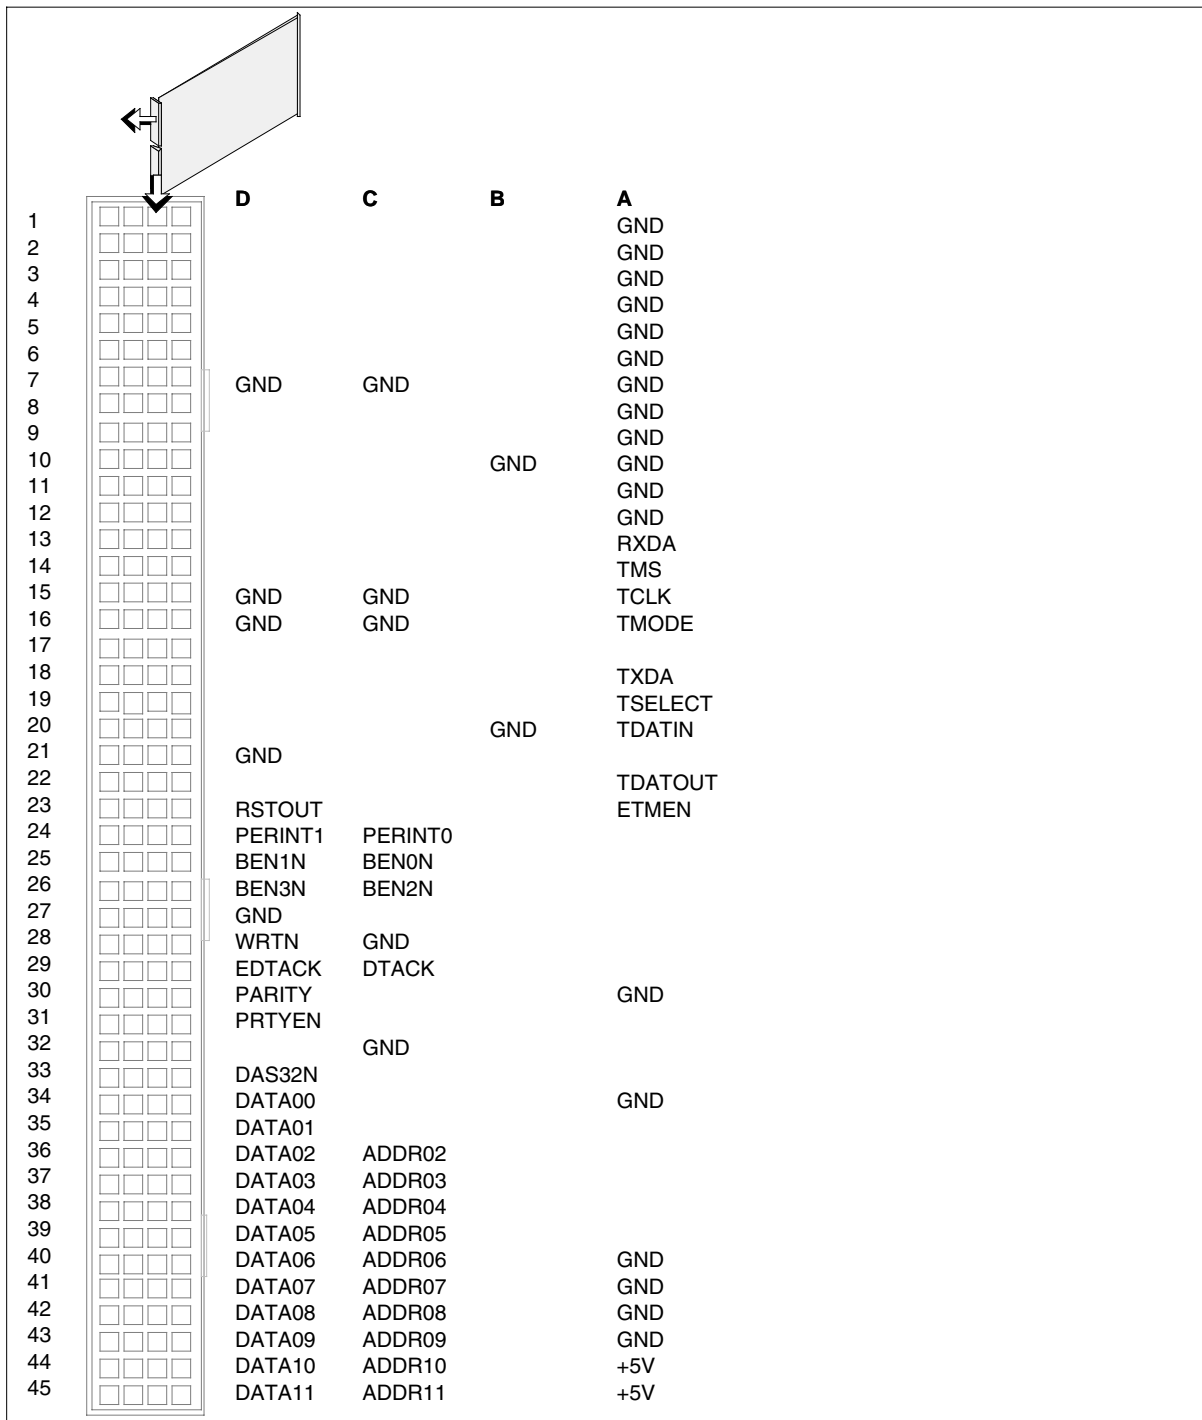 D C B A
1 GND
2 GND
3 GND
4 GND
5 GND
6 GND
7 GND GND GND
8 GND
9 GND
10 GND GND
11 GND
12 GND
13 RXDA
14 TMS
15 GND GND TCLK
16 GND GND TMODE
17
18 TXDA
19 TSELECT
20 GND TDATIN
21 GND
22 TDATOUT
23 RSTOUT ETMEN
24 PERINT1 PERINT0
25 BEN1N BEN0N
26 BEN3N BEN2N
27 GND
28 WRTN GND
29 EDTACK DTACK
30 PARITY GND
31 PRTYEN
32 GND
33 DAS32N
34 DATA00 GND
35 DATA01
36 DATA02 ADDR02
37 DATA03 ADDR03
38 DATA04 ADDR04
39 DATA05 ADDR05
40 DATA06 ADDR06 GND
41 DATA07 ADDR07 GND
42 DATA08 ADDR08 GND
43 DATA09 ADDR09 GND
44 DATA10 ADDR10 +5V
45 DATA11 ADDR11 +5V